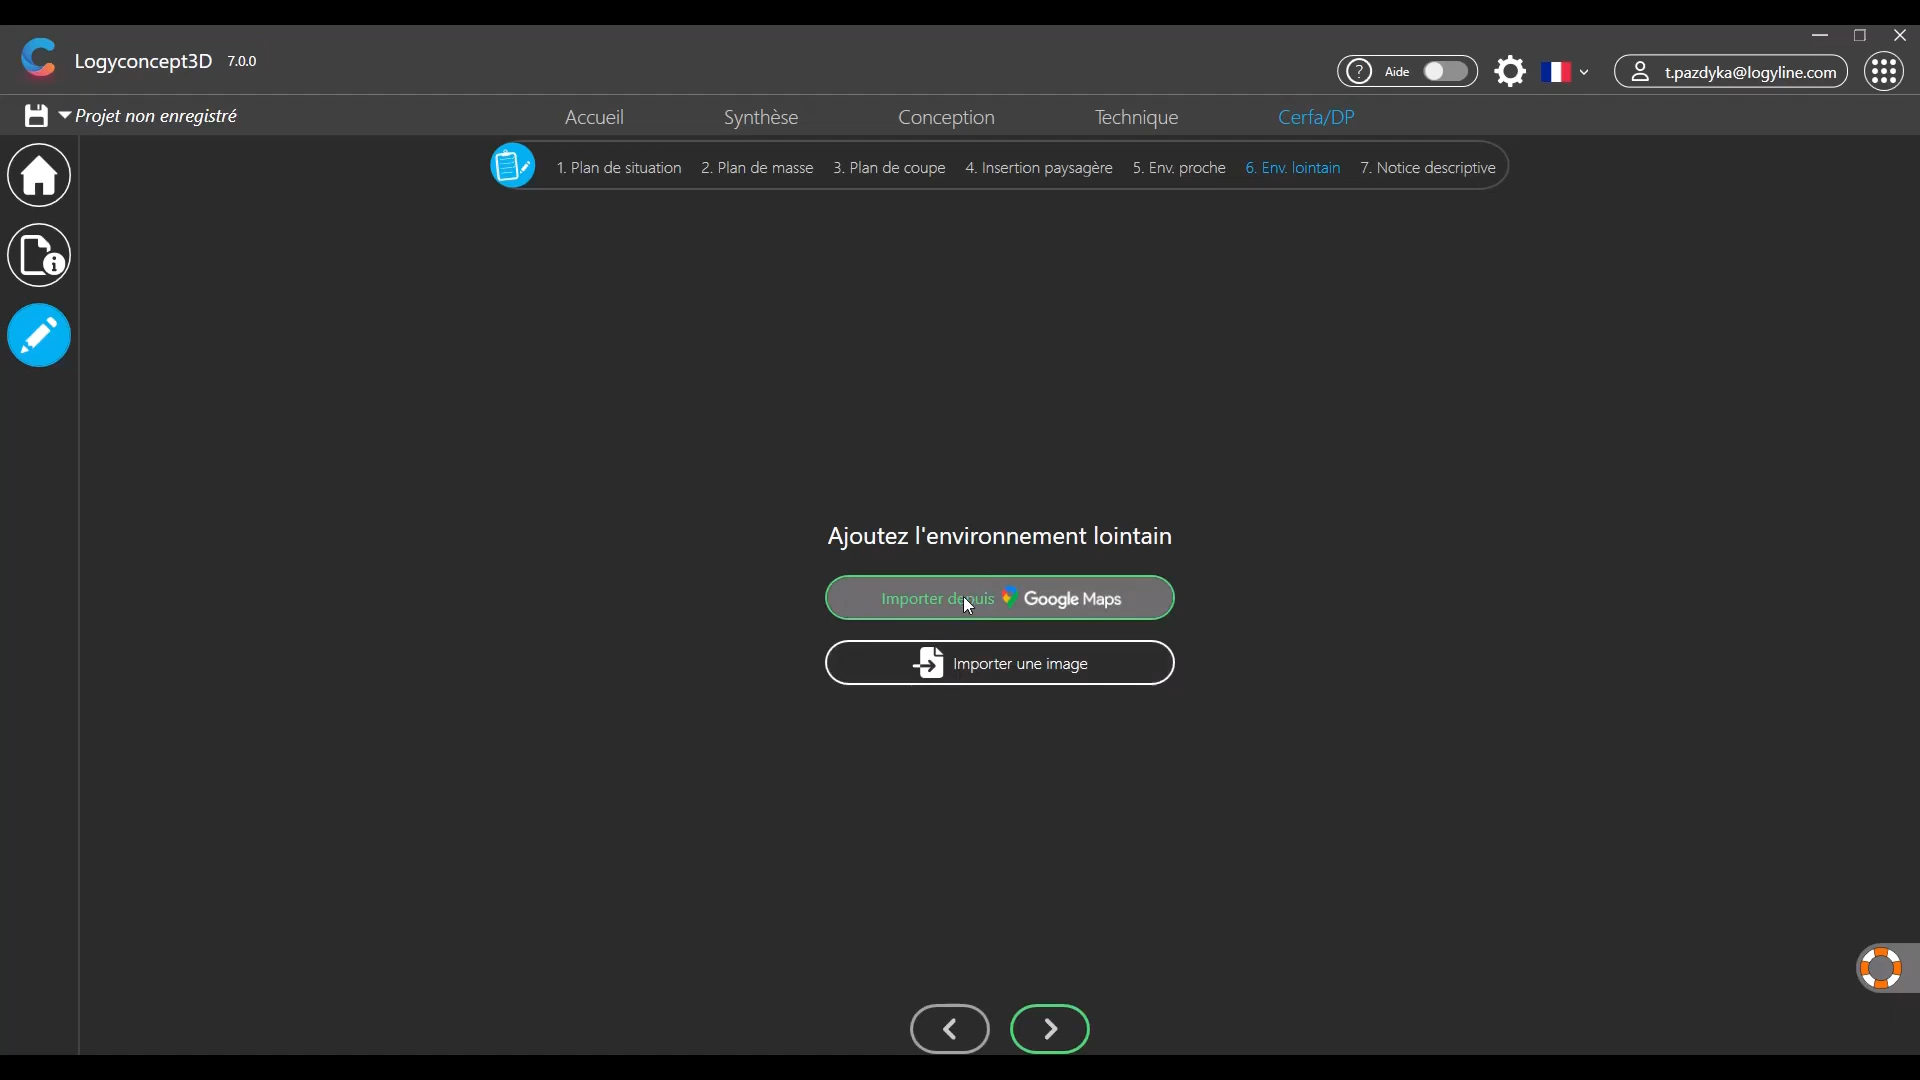 Logyconcept3D 7.0.0
? Aide
t.pazdyka@logyline.com
Projet non enregistré
Accueil Synthèse Conception Technique Cerfa/DP
1. Plan de situation 2. Plan de masse 3. Plan de coupe 4. Insertion paysagère 5. Env. proche 6. Env. lointain 7. Notice descriptive
Ajoutez l'environnement lointain
Importer depuis Google Maps
Importer une image